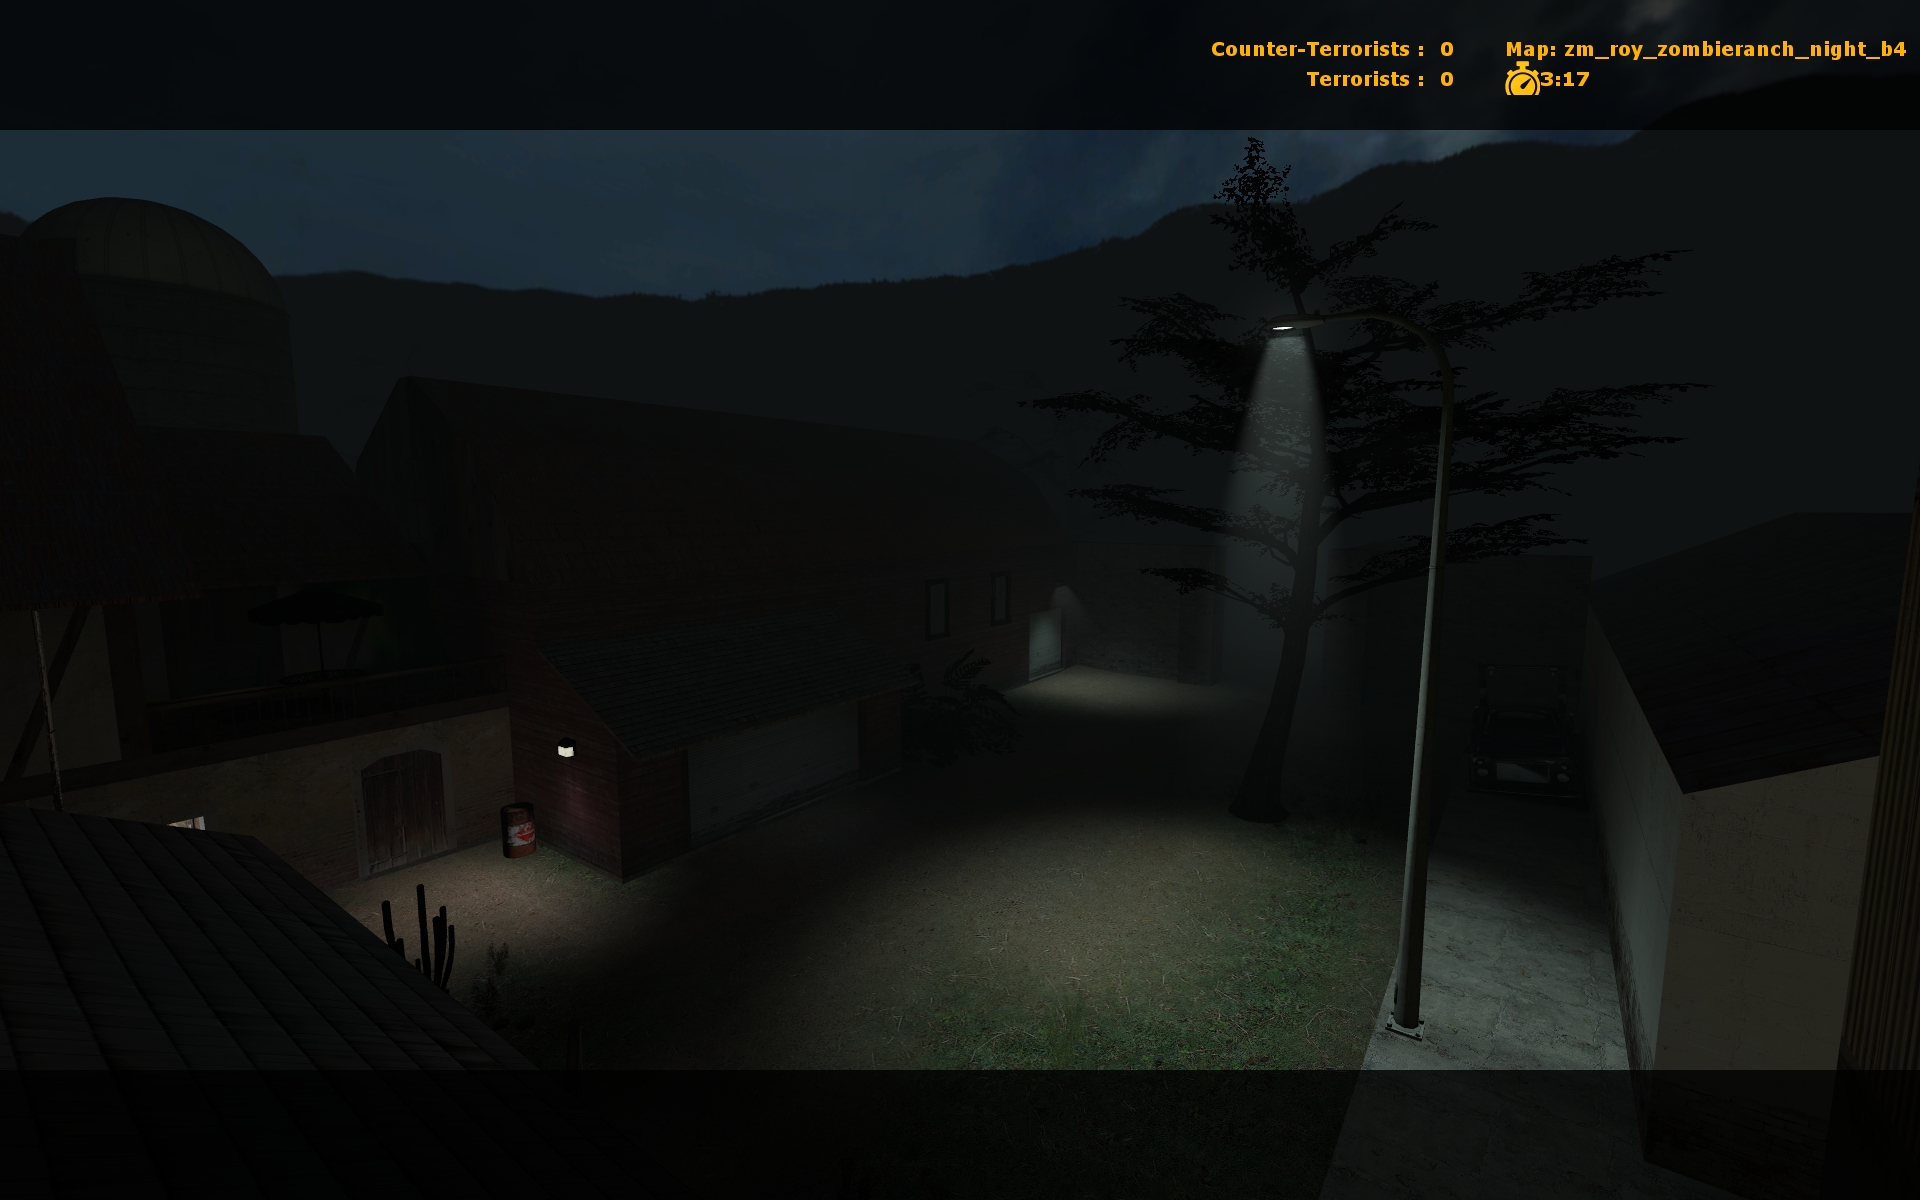 Counter-Terrorists : 0 Map: zm_roy_zombieranch_night_b4
Terrorists : 0 3:17